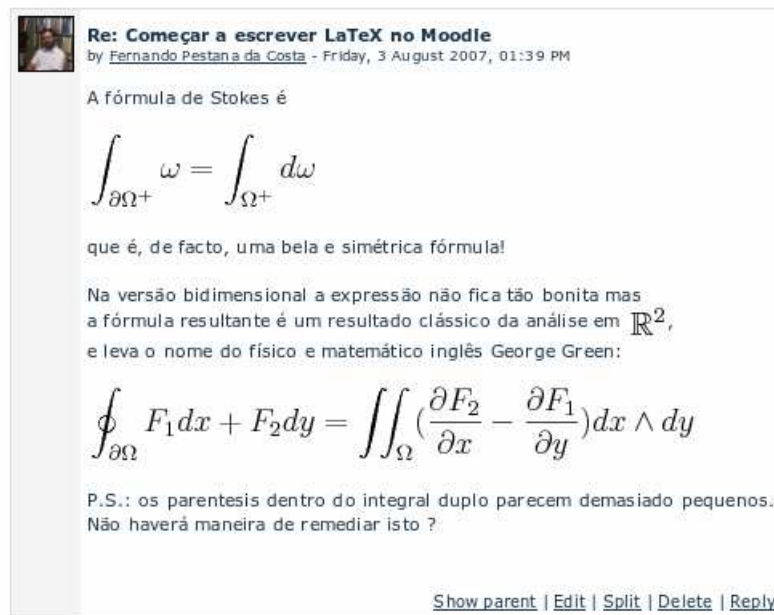 Re: Começar a escrever LaTeX no Moodle
by Fernando Pestana da Costa - Friday, 3 August 2007, 01:39 PM
A fórmula de Stokes é
∫_{∂Ω⁺} ω = ∫_{Ω⁺} dω
que é, de facto, uma bela e simétrica fórmula!
Na versão bidimensional a expressão não fica tão bonita mas
a fórmula resultante é um resultado clássico da análise em ℝ²,
e leva o nome do físico e matemático inglês George Green:
∮_{∂Ω} F₁dx + F₂dy = ∬_Ω (∂F₂/∂x − ∂F₁/∂y)dx ∧ dy
P.S.: os parentesis dentro do integral duplo parecem demasiado pequenos.
Não haverá maneira de remediar isto ?
Show parent | Edit | Split | Delete | Reply